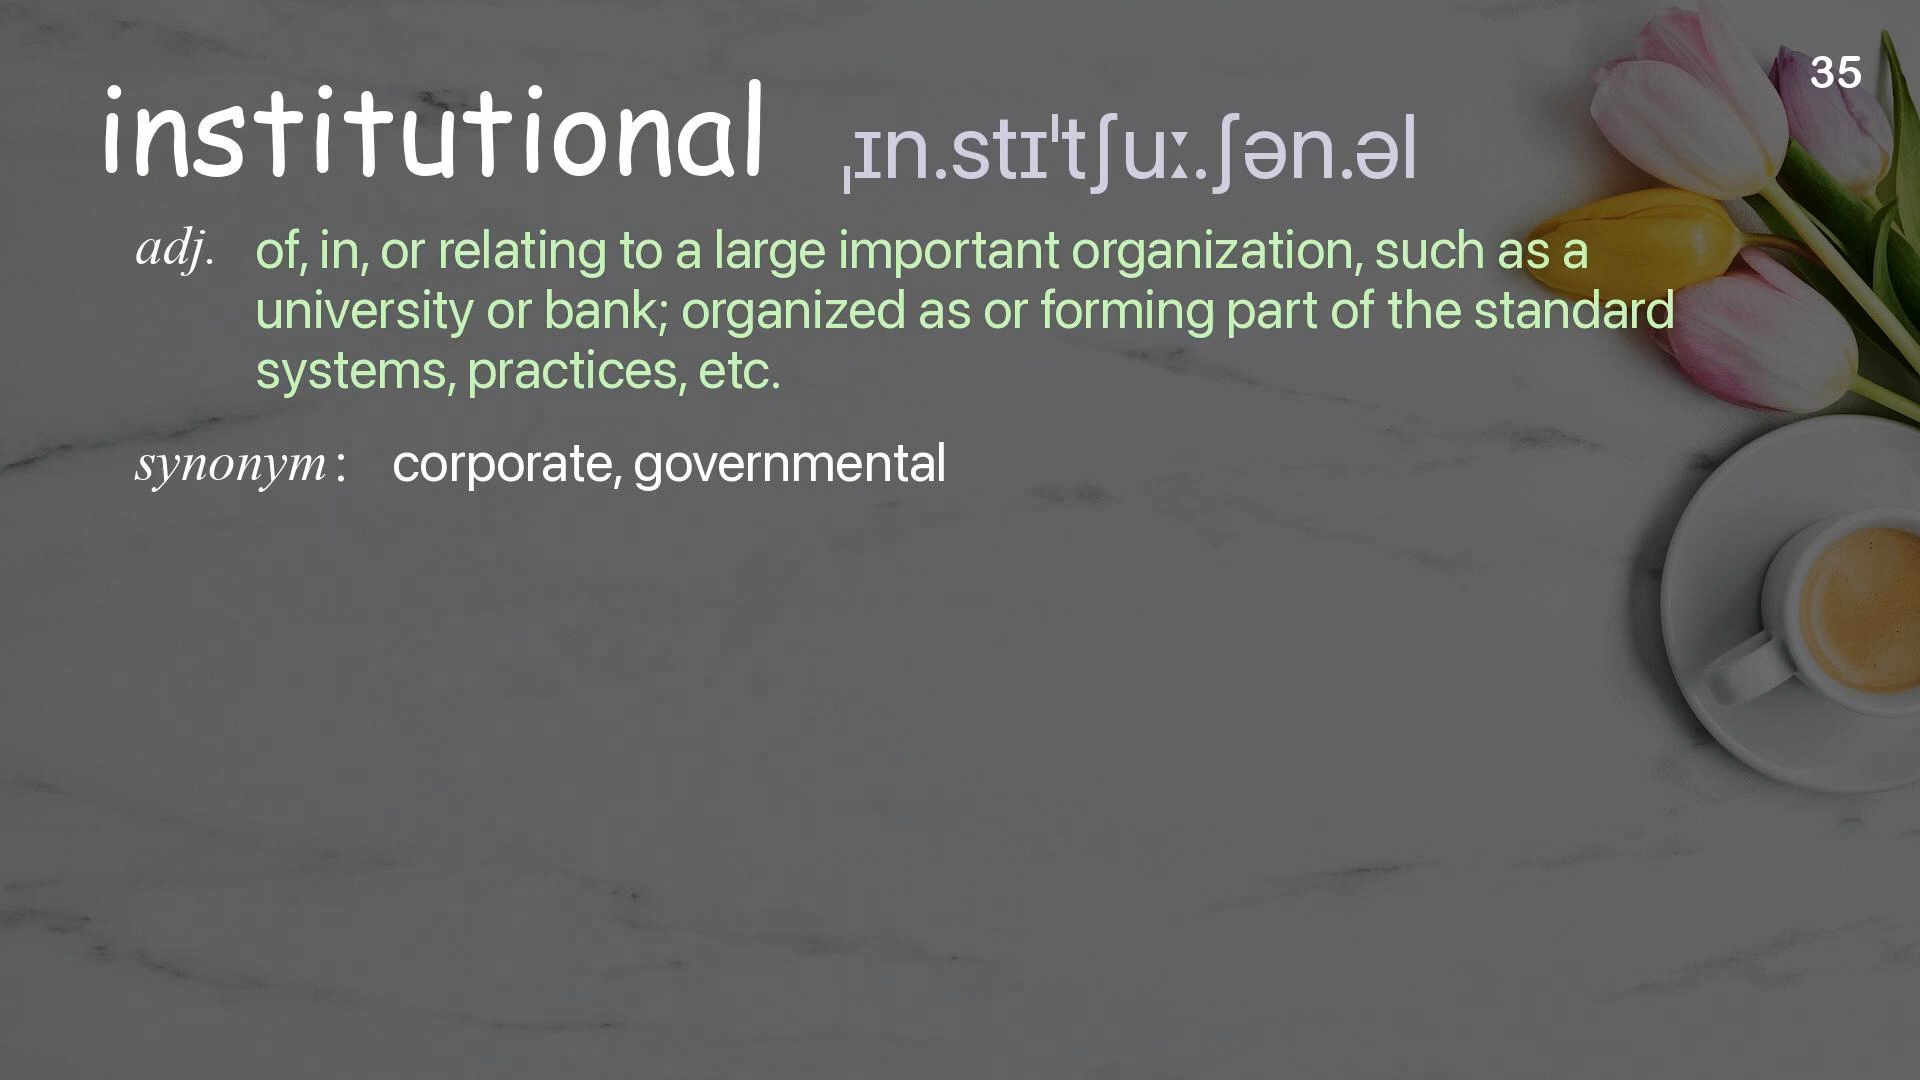 35
institutional ˌɪn.stɪˈtʃuː.ʃən.əl
adj. of, in, or relating to a large important organization, such as a
university or bank; organized as or forming part of the standard
systems, practices, etc.
synonym : corporate, governmental